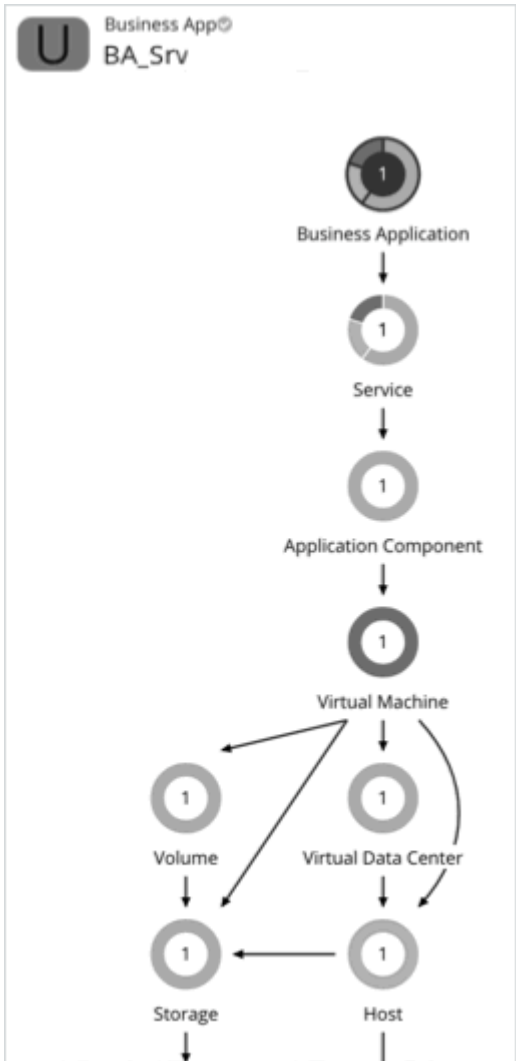 U
Business App
BA_Srv
1
Business Application
1
Service
1
Application Component
1
Virtual Machine
1
1
Volume
Virtual Data Center
1
1
Storage
Host